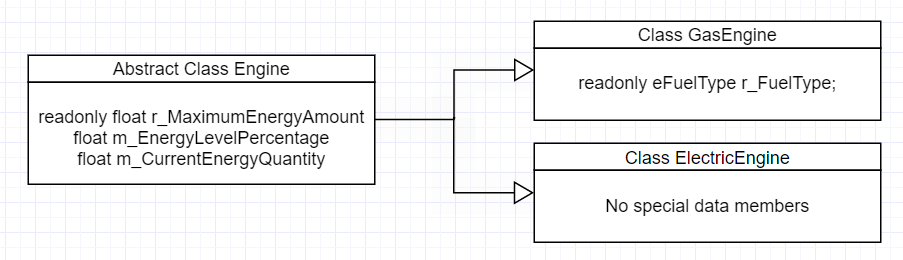 Abstract Class Engine
readonly float r_MaximumEnergyAmount
float m_EnergyLevelPercentage
float m_CurrentEnergyQuantity
Class GasEngine
readonly eFuelType r_FuelType;
Class ElectricEngine
No special data members